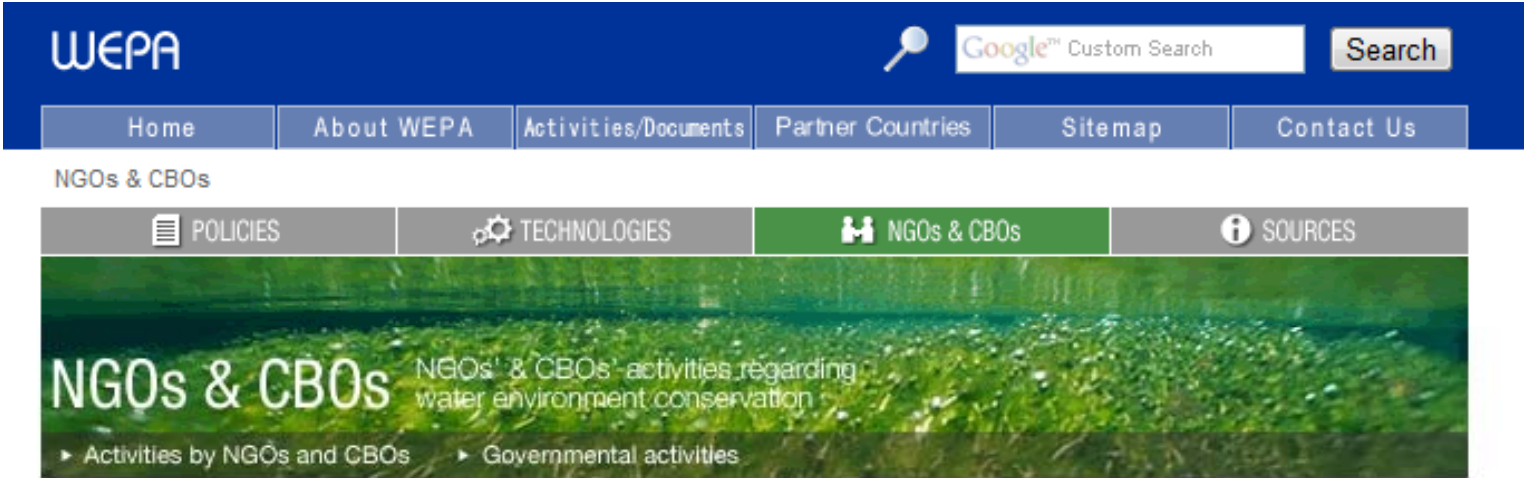 WEPA
Google™ Custom Search
Search
Home About WEPA Activities/Documents Partner Countries Sitemap Contact Us
NGOs & CBOs
POLICIES TECHNOLOGIES NGOs & CBOs SOURCES
NGOs & CBOs
NGOs' & CBOs' activities regarding
water environment conservation
Activities by NGOs and CBOs Governmental activities